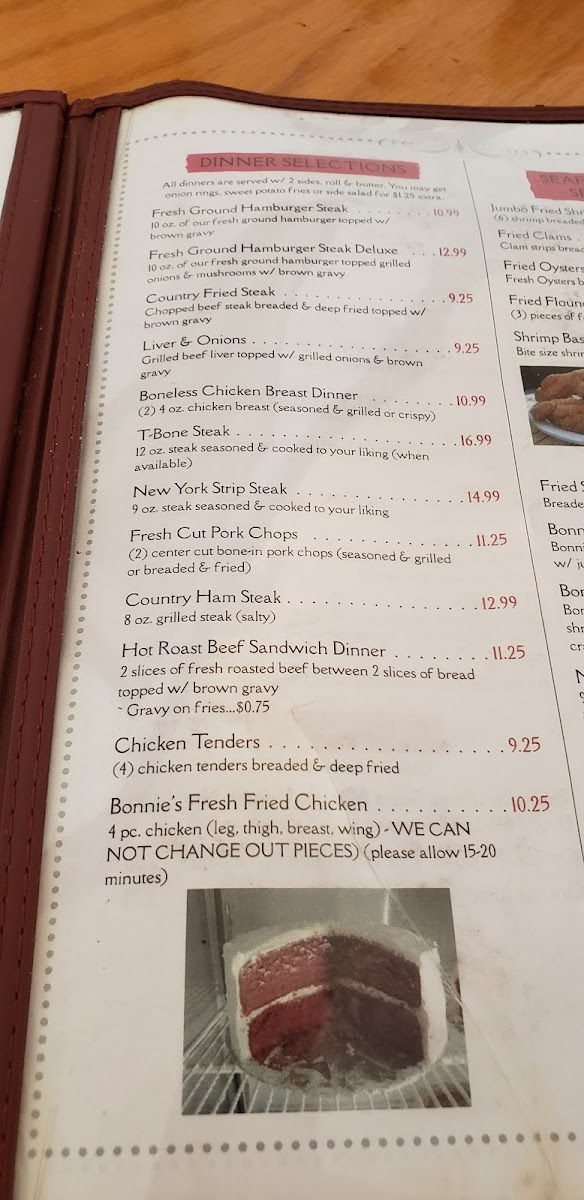 DINNER SELECTIONS
All dinners are served w/ 2 sides, roll & butter. You may get
onion rings, sweet potato fries or side salad for $1.25 extra.
Fresh Ground Hamburger Steak . . . . . . . . 10.99
10 oz. of our fresh ground hamburger topped w/
brown gravy
Fresh Ground Hamburger Steak Deluxe . . . 12.99
10 oz. of our fresh ground hamburger topped grilled
onions & mushrooms w/ brown gravy
Country Fried Steak . . . . . . . . . . . . . . . . . 9.25
Chopped beef steak breaded & deep fried topped w/
brown gravy
Liver & Onions . . . . . . . . . . . . . . . . . . . . . 9.25
Grilled beef liver topped w/ grilled onions & brown
gravy
Boneless Chicken Breast Dinner . . . . . . . . 10.99
(2) 4 oz. chicken breast (seasoned & grilled or crispy)
T-Bone Steak . . . . . . . . . . . . . . . . . . . . . . 16.99
12 oz. steak seasoned & cooked to your liking (when
available)
New York Strip Steak . . . . . . . . . . . . . . . . 14.99
9 oz. steak seasoned & cooked to your liking
Fresh Cut Pork Chops . . . . . . . . . . . . . . . 11.25
(2) center cut bone-in pork chops (seasoned & grilled
or breaded & fried)
Country Ham Steak . . . . . . . . . . . . . . . . . . 12.99
8 oz. grilled steak (salty)
Hot Roast Beef Sandwich Dinner . . . . . . . . 11.25
2 slices of fresh roasted beef between 2 slices of bread
topped w/ brown gravy
~ Gravy on fries...$0.75
Chicken Tenders . . . . . . . . . . . . . . . . . . . . 9.25
(4) chicken tenders breaded & deep fried
Bonnie's Fresh Fried Chicken . . . . . . . . . . 10.25
4 pc. chicken (leg, thigh, breast, wing) - WE CAN
NOT CHANGE OUT PIECES) (please allow 15-20
minutes)
Jumbo Fried
(6) shrimp breaded
Fried Clams
Clam strips
Fried Oysters
Fresh Oysters
Fried
(3) pieces of
Shrimp
Bite size
Fried
w/